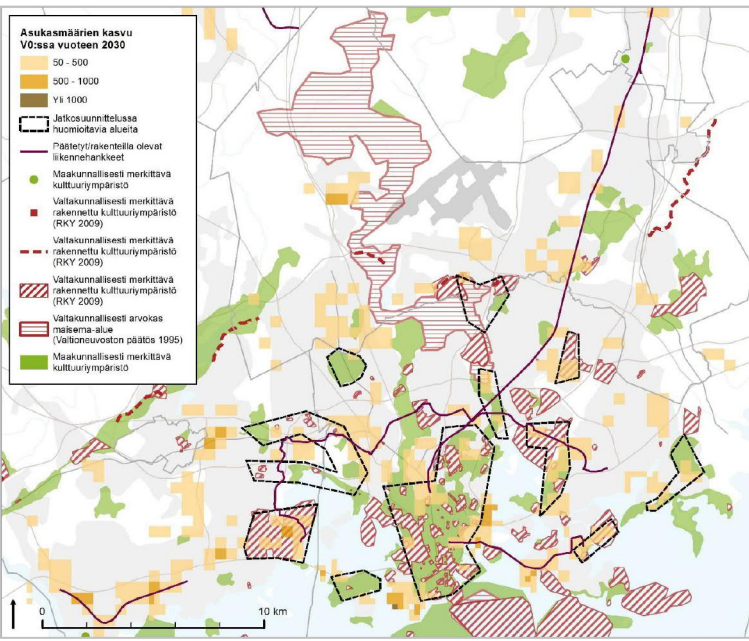 Asukasmäärien kasvu
V0:ssa vuoteen 2030
50 - 500
500 - 1000
Yli 1000
Jatkosuunnittelussa
huomioitavia alueita
Päätetyt/rakenteilla olevat
liikennehankkeet
Maakunnallisesti merkittävä
kulttuuriympäristö
Valtakunnallisesti merkittävä
rakennettu kulttuuriympäristö
(RKY 2009)
Valtakunnallisesti merkittävä
rakennettu kulttuuriympäristö
(RKY 2009)
Valtakunnallisesti merkittävä
rakennettu kulttuuriympäristö
(RKY 2009)
Valtakunnallisesti arvokas
maisema-alue
(Valtioneuvoston päätös 1995)
Maakunnallisesti merkittävä
kulttuuriympäristö
0 10 km